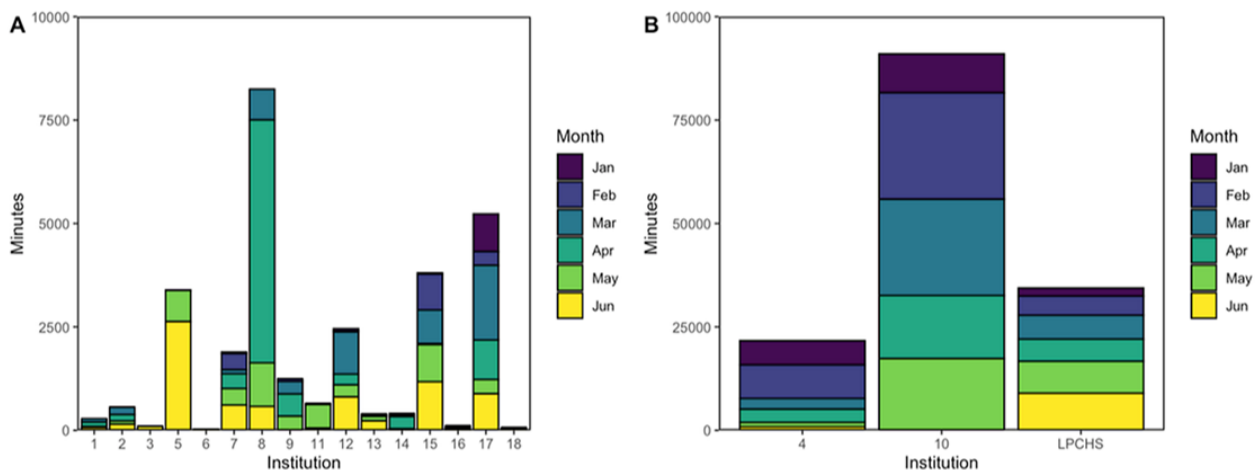 A
10000
7500
5000
2500
0
Minutes
1 2 3 5 6 7 8 9 11 12 13 14 15 16 17 18
Institution
Month
Jan
Feb
Mar
Apr
May
Jun
B
100000
75000
50000
25000
0
Minutes
4 10 LPCHS
Institution
Month
Jan
Feb
Mar
Apr
May
Jun